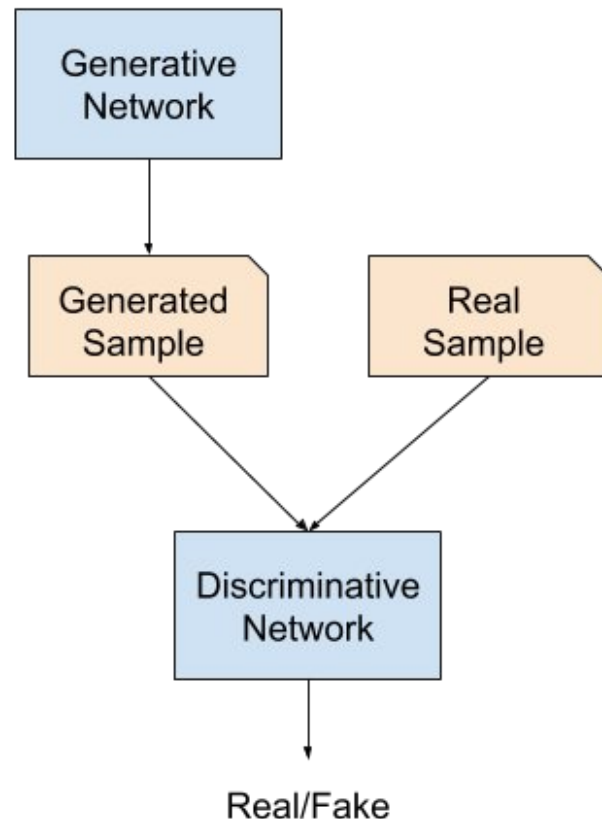 Generative
Network
Generated
Sample
Real
Sample
Discriminative
Network
Real/Fake